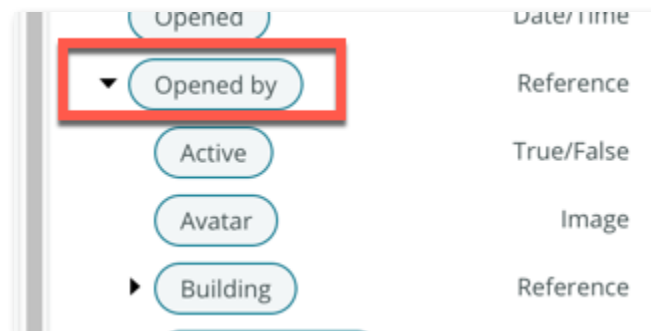 Opened Date/Time
Opened by Reference
Active True/False
Avatar Image
Building Reference